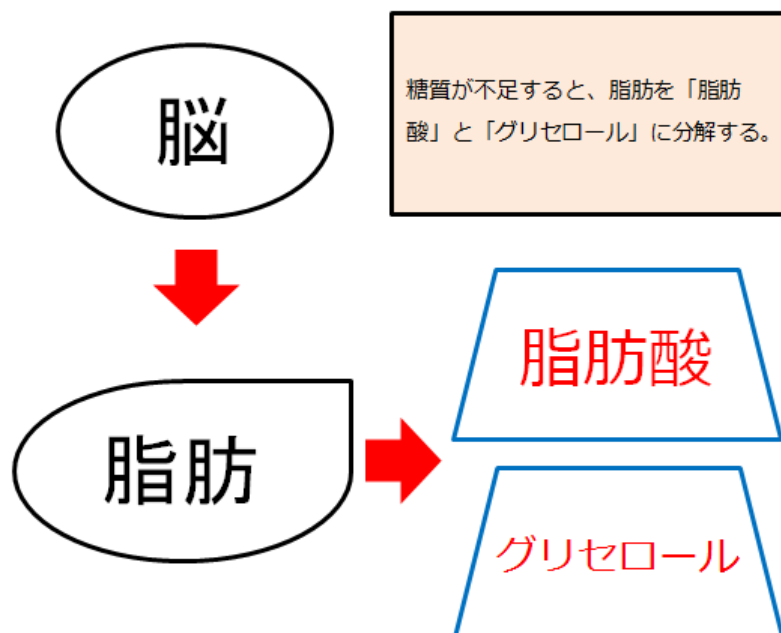 脳
糖質が不足すると、脂肪を「脂肪
酸」と「グリセロール」に分解する。
脂肪
脂肪酸
グリセロール